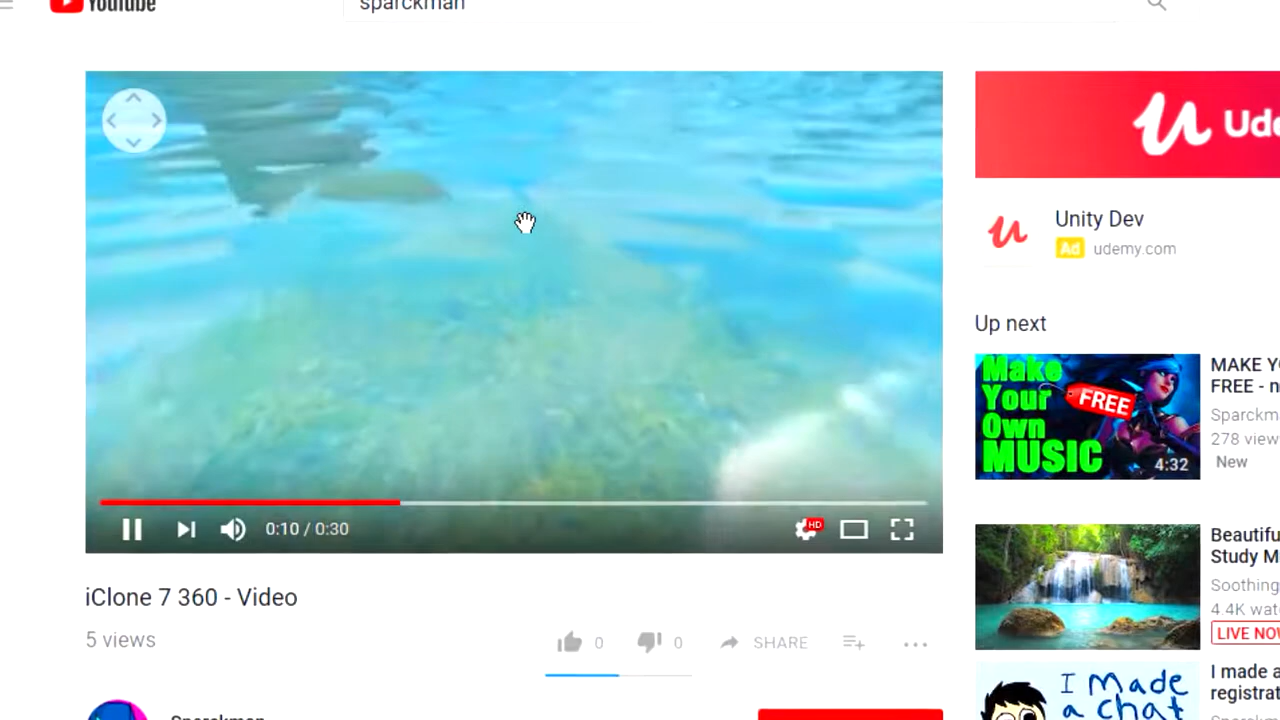 YouTube
sparckman
Ude
Unity Dev
Ad udemy.com
Up next
Make
Your
Own
MUSIC
FREE
4:32
MAKE Y
FREE - n
Sparckm
278 view
New
0:10 / 0:30
HD
iClone 7 360 - Video
5 views
0
0
SHARE
Beautifu
Study M
Soothing
4.4K wat
LIVE NOW
I MADE
a chat
I made a
registrat
Sparckman